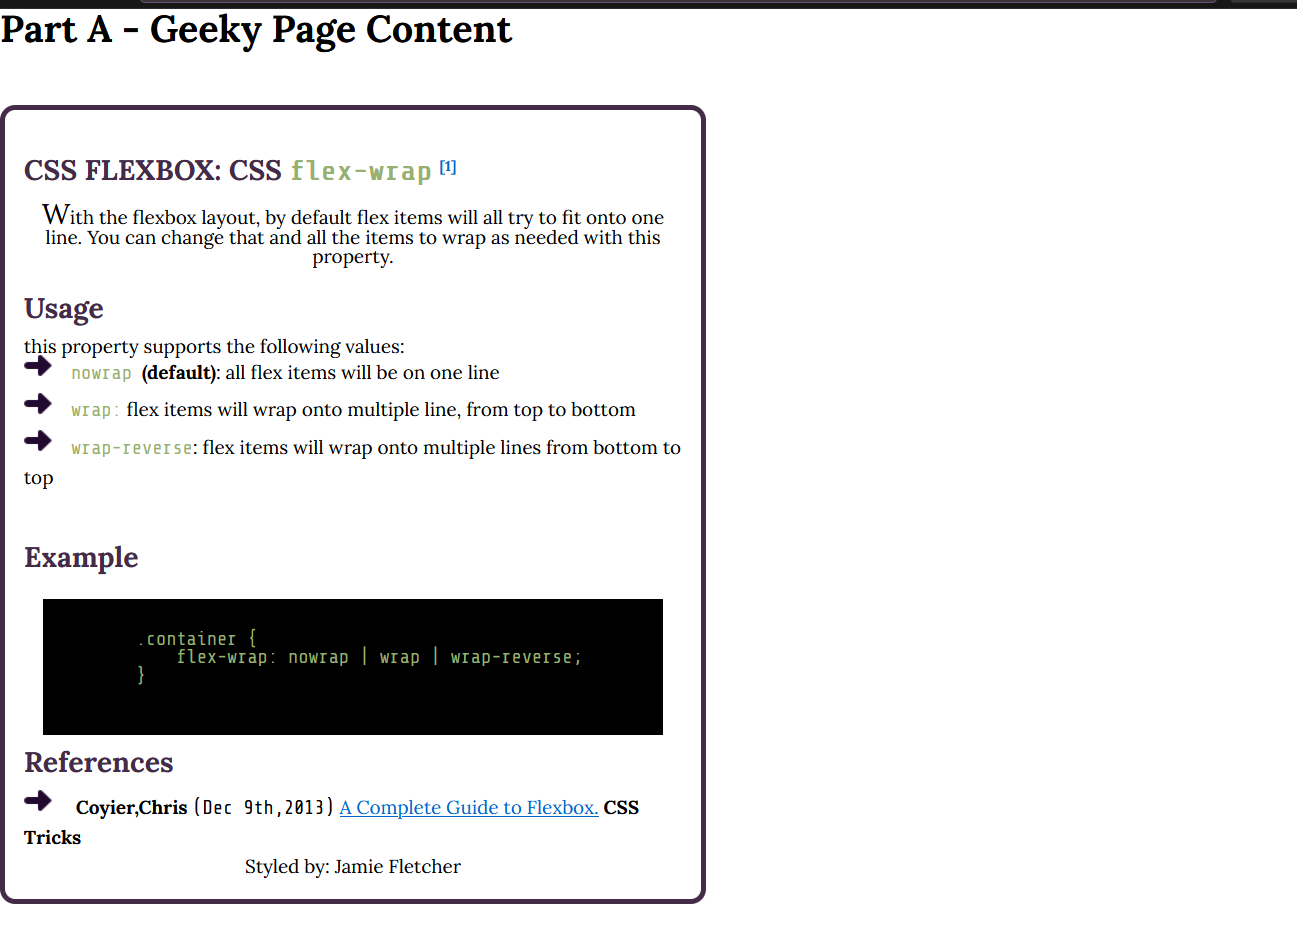 Part A - Geeky Page Content
CSS FLEXBOX: CSS flex-wrap [1]
With the flexbox layout, by default flex items will all try to fit onto one
line. You can change that and all the items to wrap as needed with this
property.
Usage
this property supports the following values:
nowrap (default): all flex items will be on one line
wrap: flex items will wrap onto multiple line, from top to bottom
wrap-reverse: flex items will wrap onto multiple lines from bottom to
top
Example
.container {
flex-wrap: nowrap | wrap | wrap-reverse;
}
References
Coyier,Chris (Dec 9th,2013) A Complete Guide to Flexbox. CSS
Tricks
Styled by: Jamie Fletcher